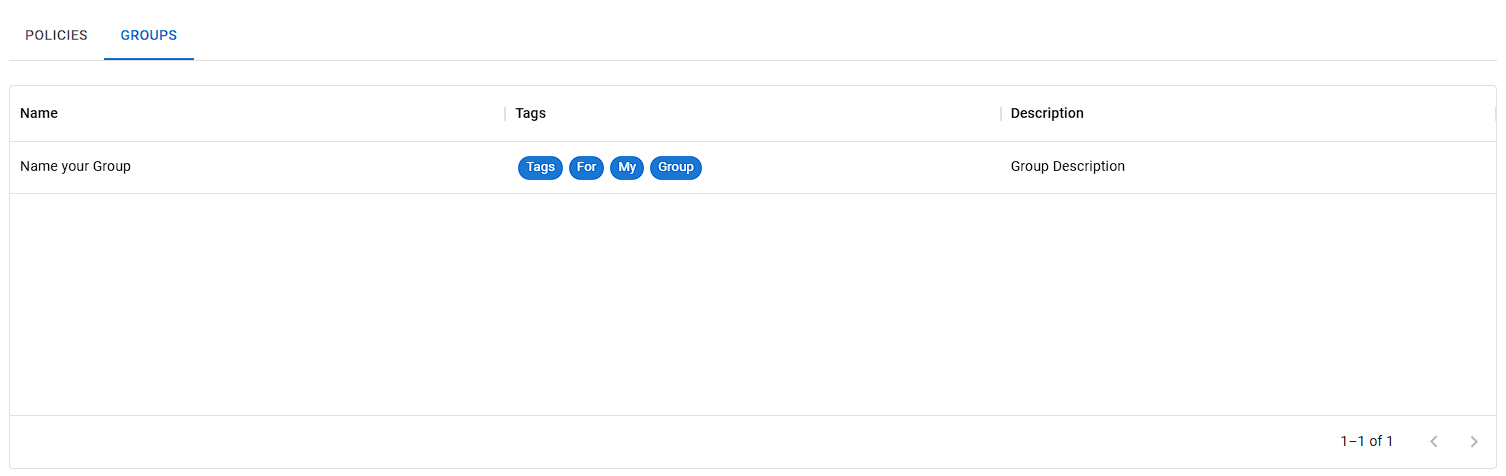 POLICIES GROUPS
Name Tags Description
Name your Group Tags For My Group Group Description
1–1 of 1